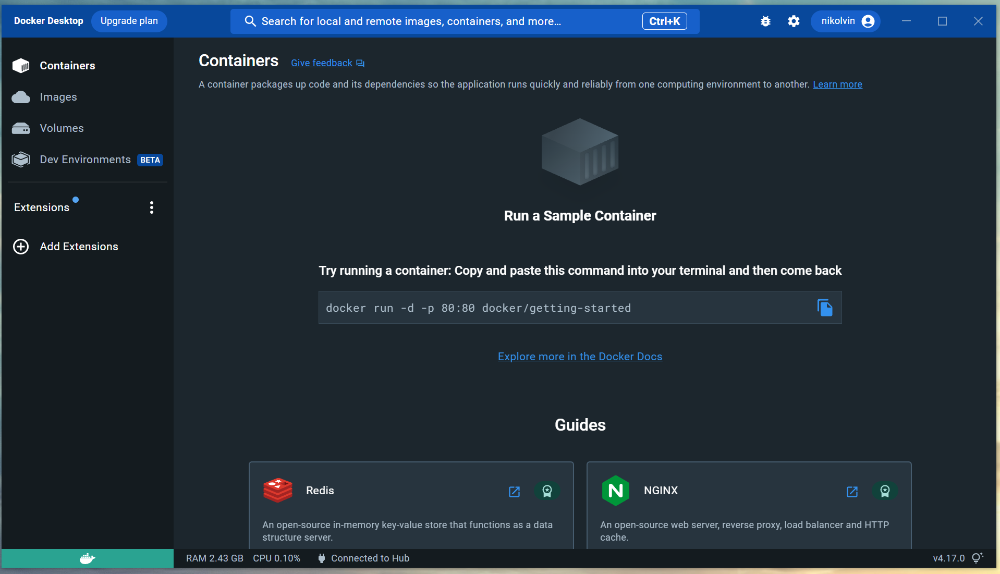 Docker Desktop
Upgrade plan
Search for local and remote images, containers, and more...
Ctrl+K
nikolvin
Containers
Images
Volumes
Dev Environments BETA
Extensions
Add Extensions
Containers
Give feedback
A container packages up code and its dependencies so the application runs quickly and reliably from one computing environment to another. Learn more
Run a Sample Container
Try running a container: Copy and paste this command into your terminal and then come back
docker run -d -p 80:80 docker/getting-started
Explore more in the Docker Docs
Guides
Redis
An open-source in-memory key-value store that functions as a data
structure server.
N
NGINX
An open-source web server, reverse proxy, load balancer and HTTP
cache.
RAM 2.43 GB
CPU 0.10%
Connected to Hub
v4.17.0